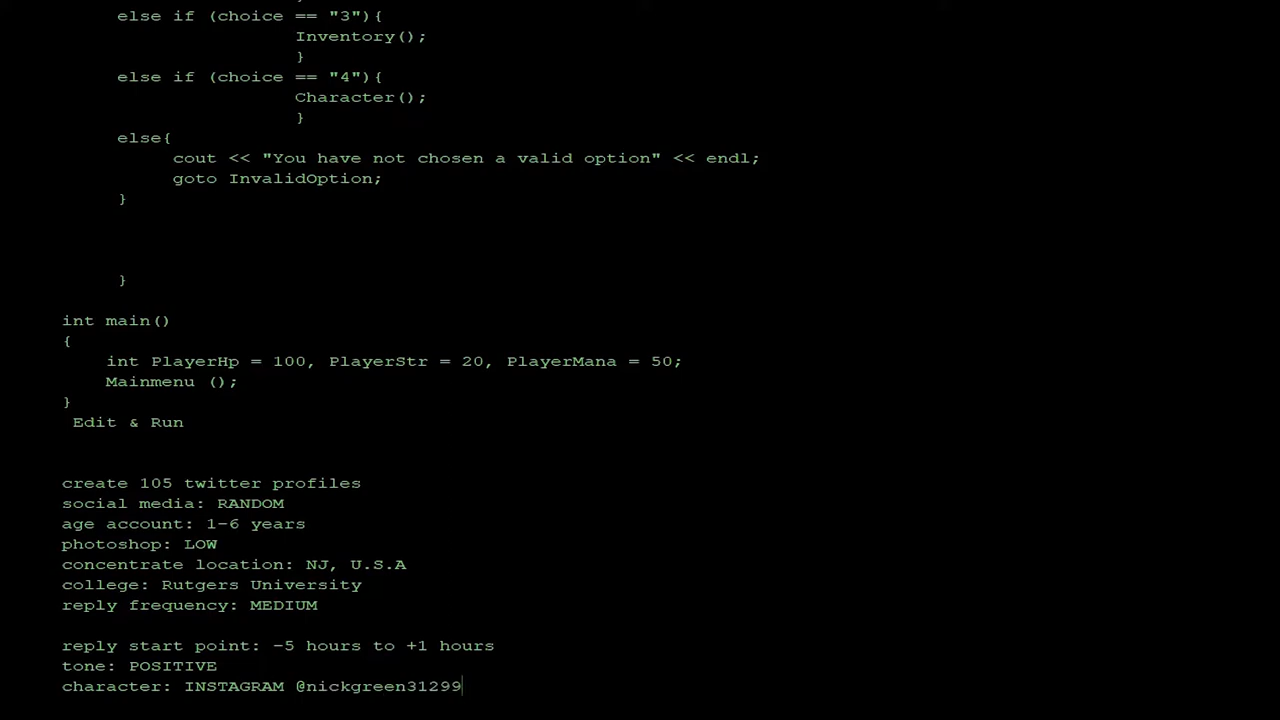 }
else if (choice == "3"){
Inventory();
}
else if (choice == "4"){
Character();
}
else{
cout << "You have not chosen a valid option" << endl;
goto InvalidOption;
}
}
int main()
{
int PlayerHp = 100, PlayerStr = 20, PlayerMana = 50;
Mainmenu ();
}
Edit & Run
create 105 twitter profiles
social media: RANDOM
age account: 1-6 years
photoshop: LOW
concentrate location: NJ, U.S.A
college: Rutgers University
reply frequency: MEDIUM
reply start point: -5 hours to +1 hours
tone: POSITIVE
character: INSTAGRAM @nickgreen31299